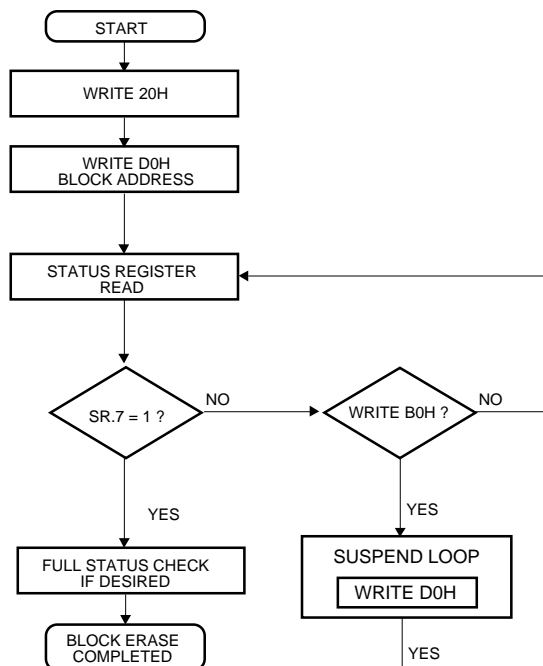 START
WRITE 20H
WRITE D0H
BLOCK ADDRESS
STATUS REGISTER
READ
SR.7 = 1 ?
NO
WRITE B0H ?
NO
YES
YES
FULL STATUS CHECK
IF DESIRED
SUSPEND LOOP
WRITE D0H
BLOCK ERASE
COMPLETED
YES